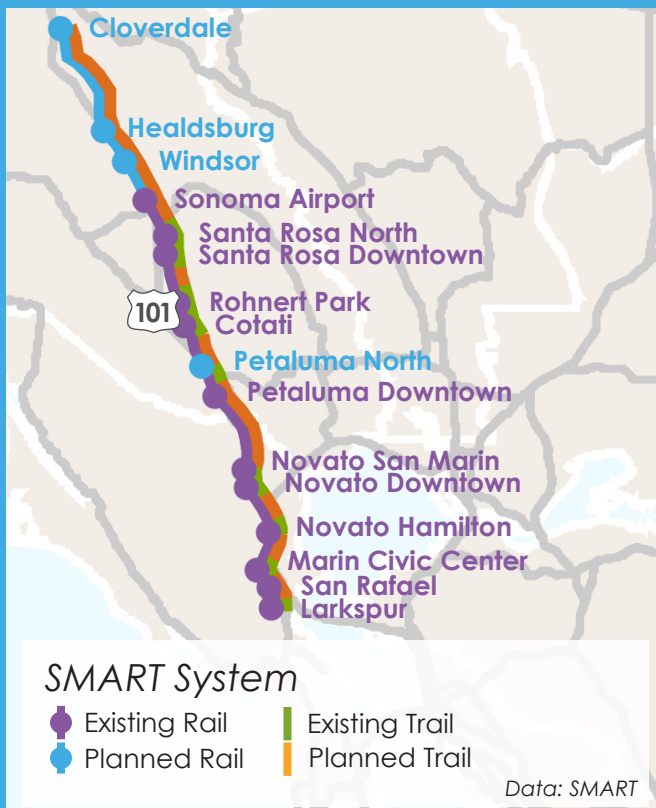 Cloverdale
Healdsburg
Windsor
Sonoma Airport
Santa Rosa North
Santa Rosa Downtown
101
Rohnert Park
Cotati
Petaluma North
Petaluma Downtown
Novato San Marin
Novato Downtown
Novato Hamilton
Marin Civic Center
San Rafael
Larkspur
SMART System
Existing Rail
Existing Trail
Planned Rail
Planned Trail
Data: SMART